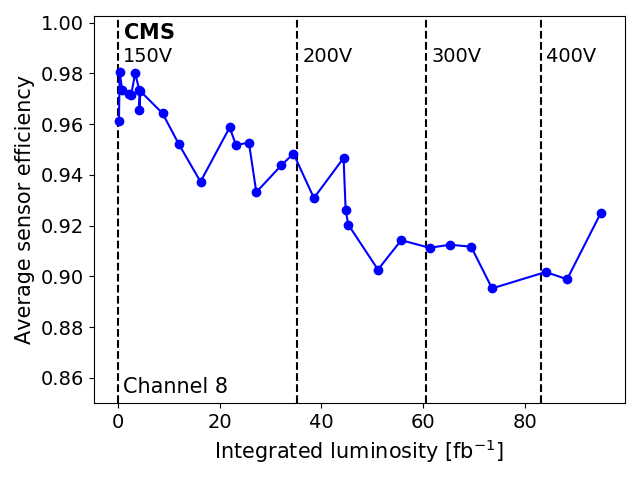 CMS
150V
200V
300V
400V
1.00
0.98
0.96
0.94
0.92
0.90
0.88
0.86
Average sensor efficiency
Channel 8
0
20
40
60
80
Integrated luminosity [fb⁻¹]